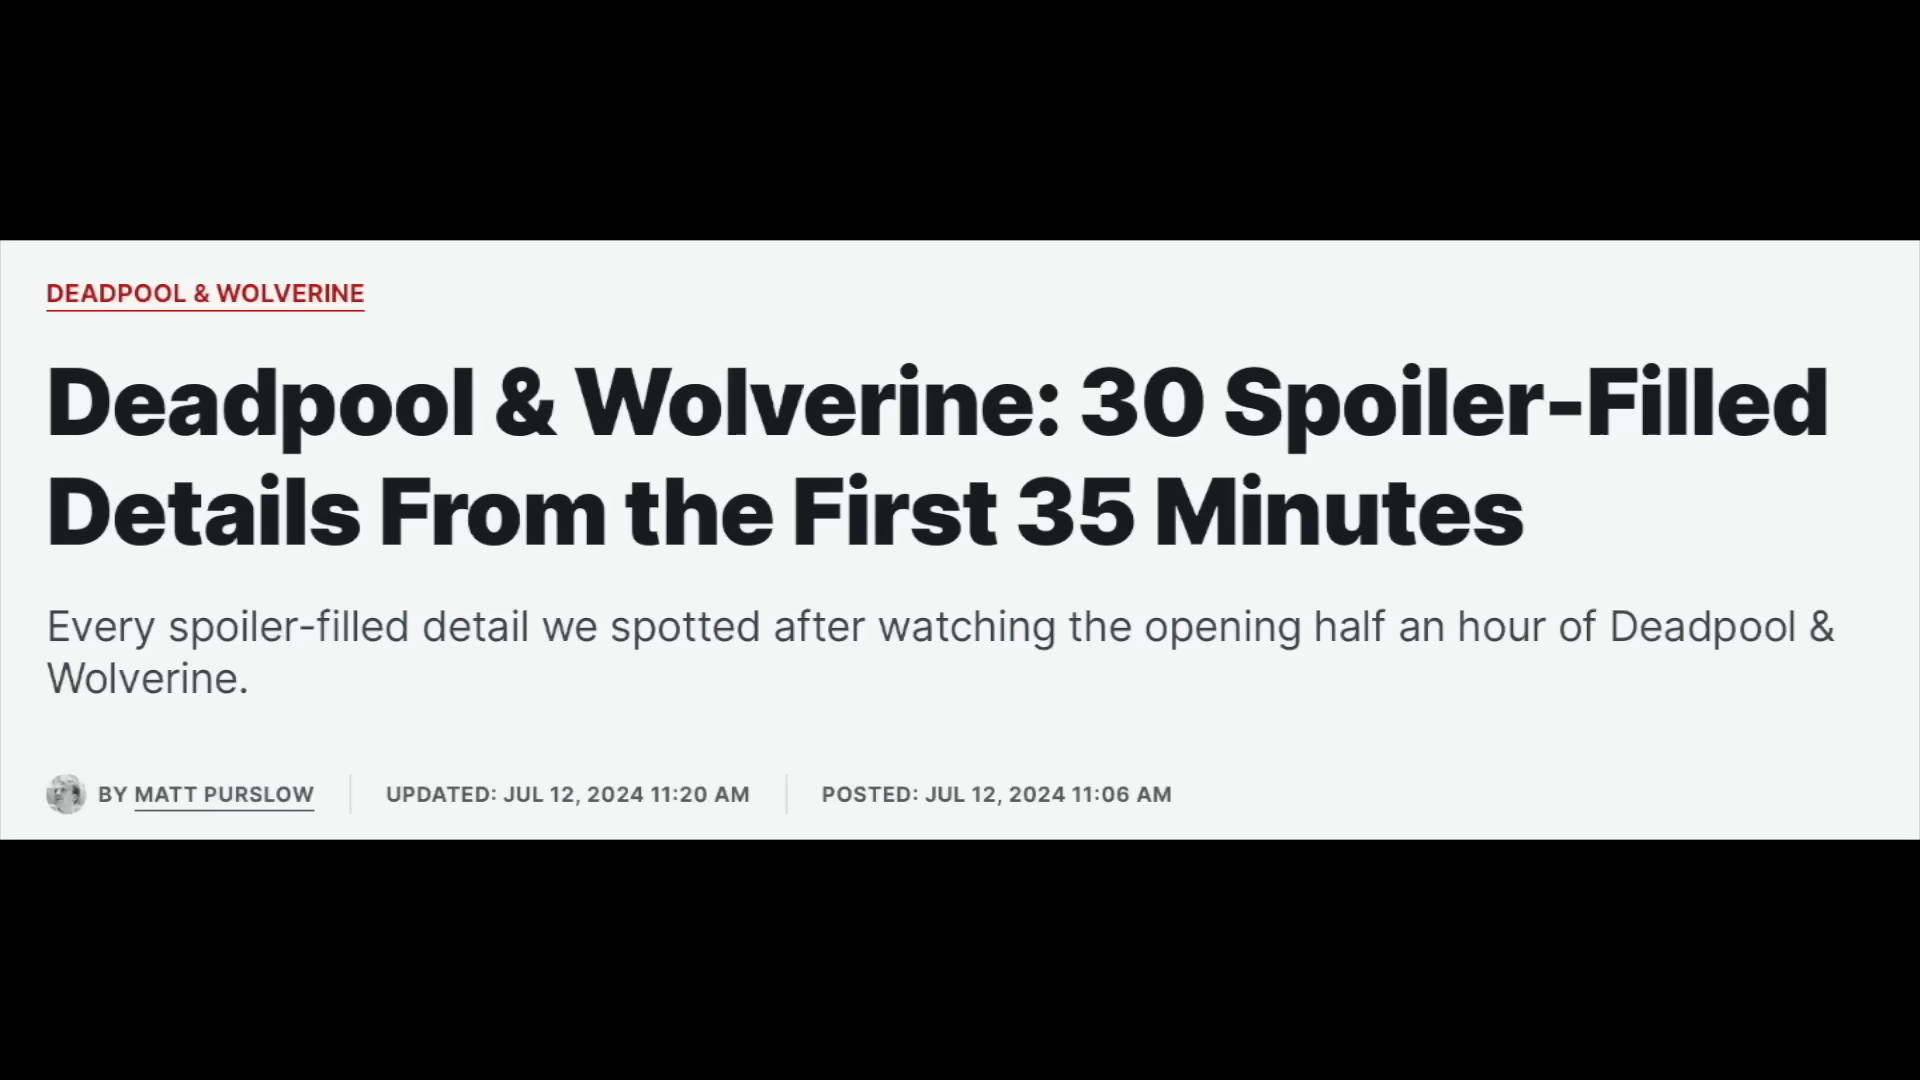 DEADPOOL & WOLVERINE
Deadpool & Wolverine: 30 Spoiler-Filled
Details From the First 35 Minutes
Every spoiler-filled detail we spotted after watching the opening half an hour of Deadpool &
Wolverine.
BY MATT PURSLOW UPDATED: JUL 12, 2024 11:20 AM POSTED: JUL 12, 2024 11:06 AM